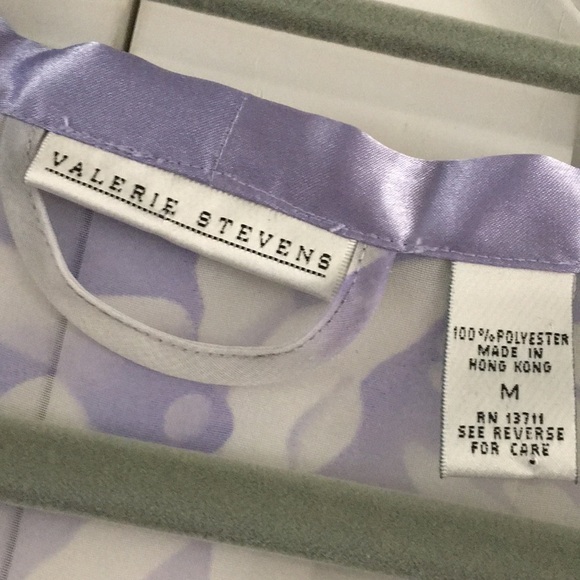 VALERIE STEVENS
100% POLYESTER
MADE IN
HONG KONG
M
RN 13711
SEE REVERSE
FOR CARE